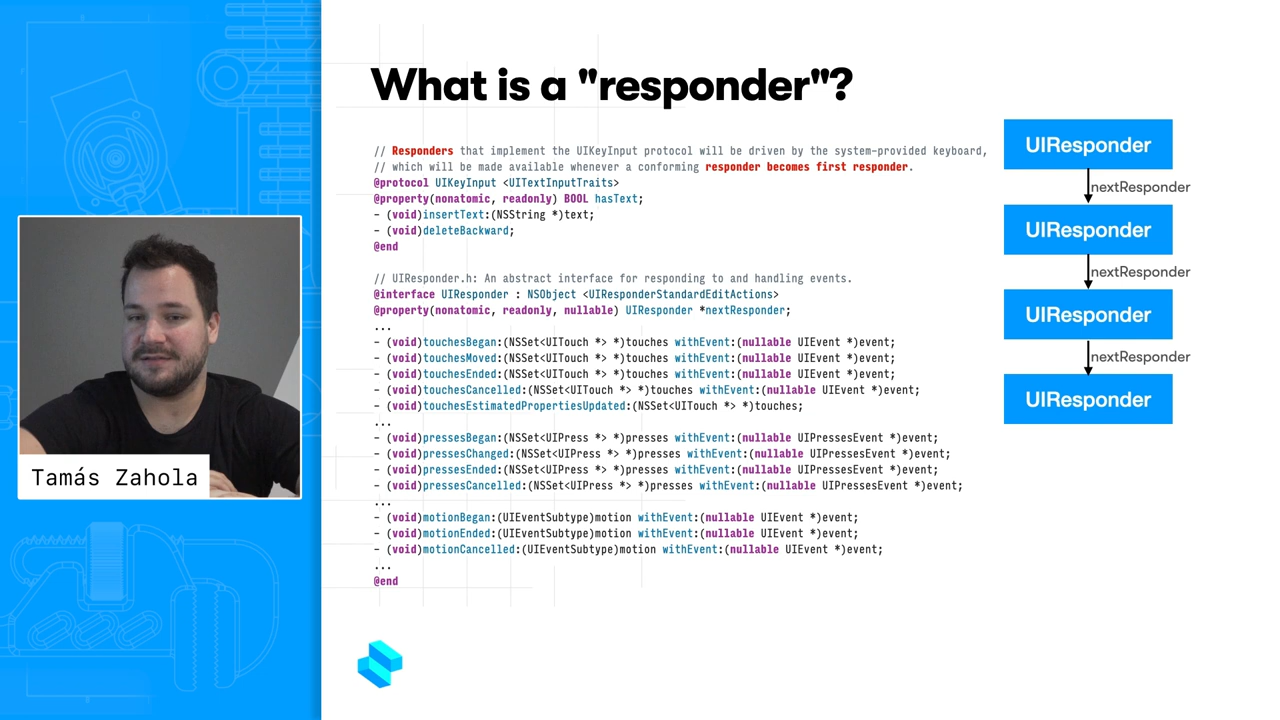 What is a "responder"?
// Responders that implement the UIKeyInput protocol will be driven by the system-provided keyboard,
// which will be made available whenever a conforming responder becomes first responder.
@protocol UIKeyInput <UITextInputTraits>
@property(nonatomic, readonly) BOOL hasText;
- (void)insertText:(NSString *)text;
- (void)deleteBackward;
@end
// UIResponder.h: An abstract interface for responding to and handling events.
@interface UIResponder : NSObject <UIResponderStandardEditActions>
@property(nonatomic, readonly, nullable) UIResponder *nextResponder;
...
- (void)touchesBegan:(NSSet<UITouch *> *)touches withEvent:(nullable UIEvent *)event;
- (void)touchesMoved:(NSSet<UITouch *> *)touches withEvent:(nullable UIEvent *)event;
- (void)touchesEnded:(NSSet<UITouch *> *)touches withEvent:(nullable UIEvent *)event;
- (void)touchesCancelled:(NSSet<UITouch *> *)touches withEvent:(nullable UIEvent *)event;
- (void)touchesEstimatedPropertiesUpdated:(NSSet<UITouch *> *)touches;
...
- (void)pressesBegan:(NSSet<UIPress *> *)presses withEvent:(nullable UIPressesEvent *)event;
- (void)pressesChanged:(NSSet<UIPress *> *)presses withEvent:(nullable UIPressesEvent *)event;
- (void)pressesEnded:(NSSet<UIPress *> *)presses withEvent:(nullable UIPressesEvent *)event;
- (void)pressesCancelled:(NSSet<UIPress *> *)presses withEvent:(nullable UIPressesEvent *)event;
...
- (void)motionBegan:(UIEventSubtype)motion withEvent:(nullable UIEvent *)event;
- (void)motionEnded:(UIEventSubtype)motion withEvent:(nullable UIEvent *)event;
- (void)motionCancelled:(UIEventSubtype)motion withEvent:(nullable UIEvent *)event;
...
@end
UIResponder
nextResponder
UIResponder
nextResponder
UIResponder
nextResponder
UIResponder
Tamás Zahola